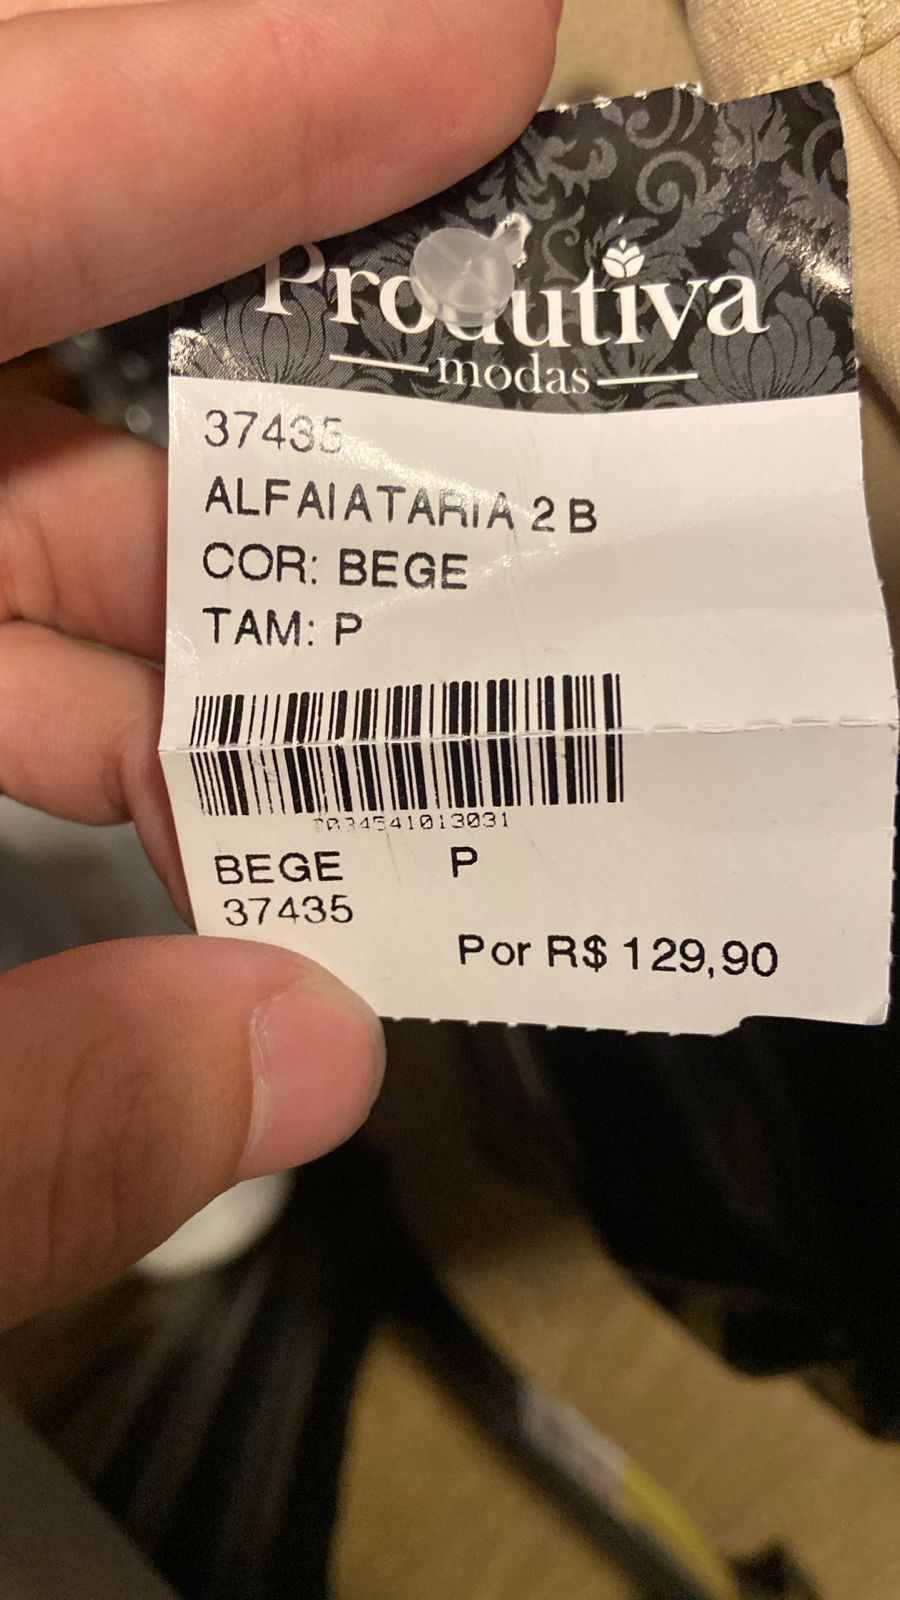 Produtiva
modas
37435
ALFAIATARIA 2 B
COR: BEGE
TAM: P
BEGE P
37435
Por R$ 129,90